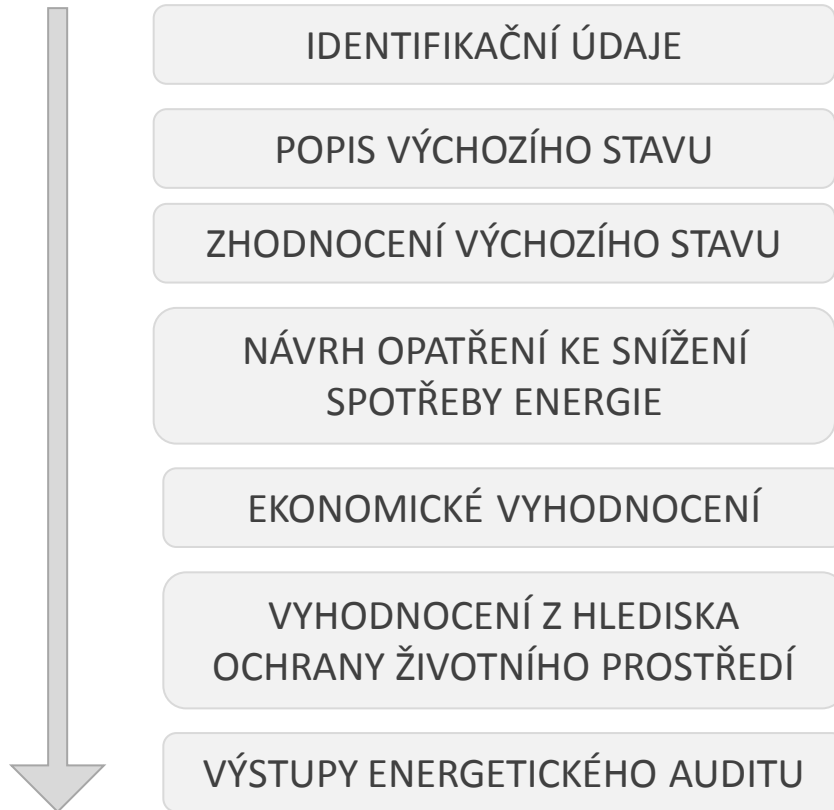 IDENTIFIKAČNÍ ÚDAJE
POPIS VÝCHOZÍHO STAVU
ZHODNOCENÍ VÝCHOZÍHO STAVU
NÁVRH OPATŘENÍ KE SNÍŽENÍ
SPOTŘEBY ENERGIE
EKONOMICKÉ VYHODNOCENÍ
VYHODNOCENÍ Z HLEDISKA
OCHRANY ŽIVOTNÍHO PROSTŘEDÍ
VÝSTUPY ENERGETICKÉHO AUDITU